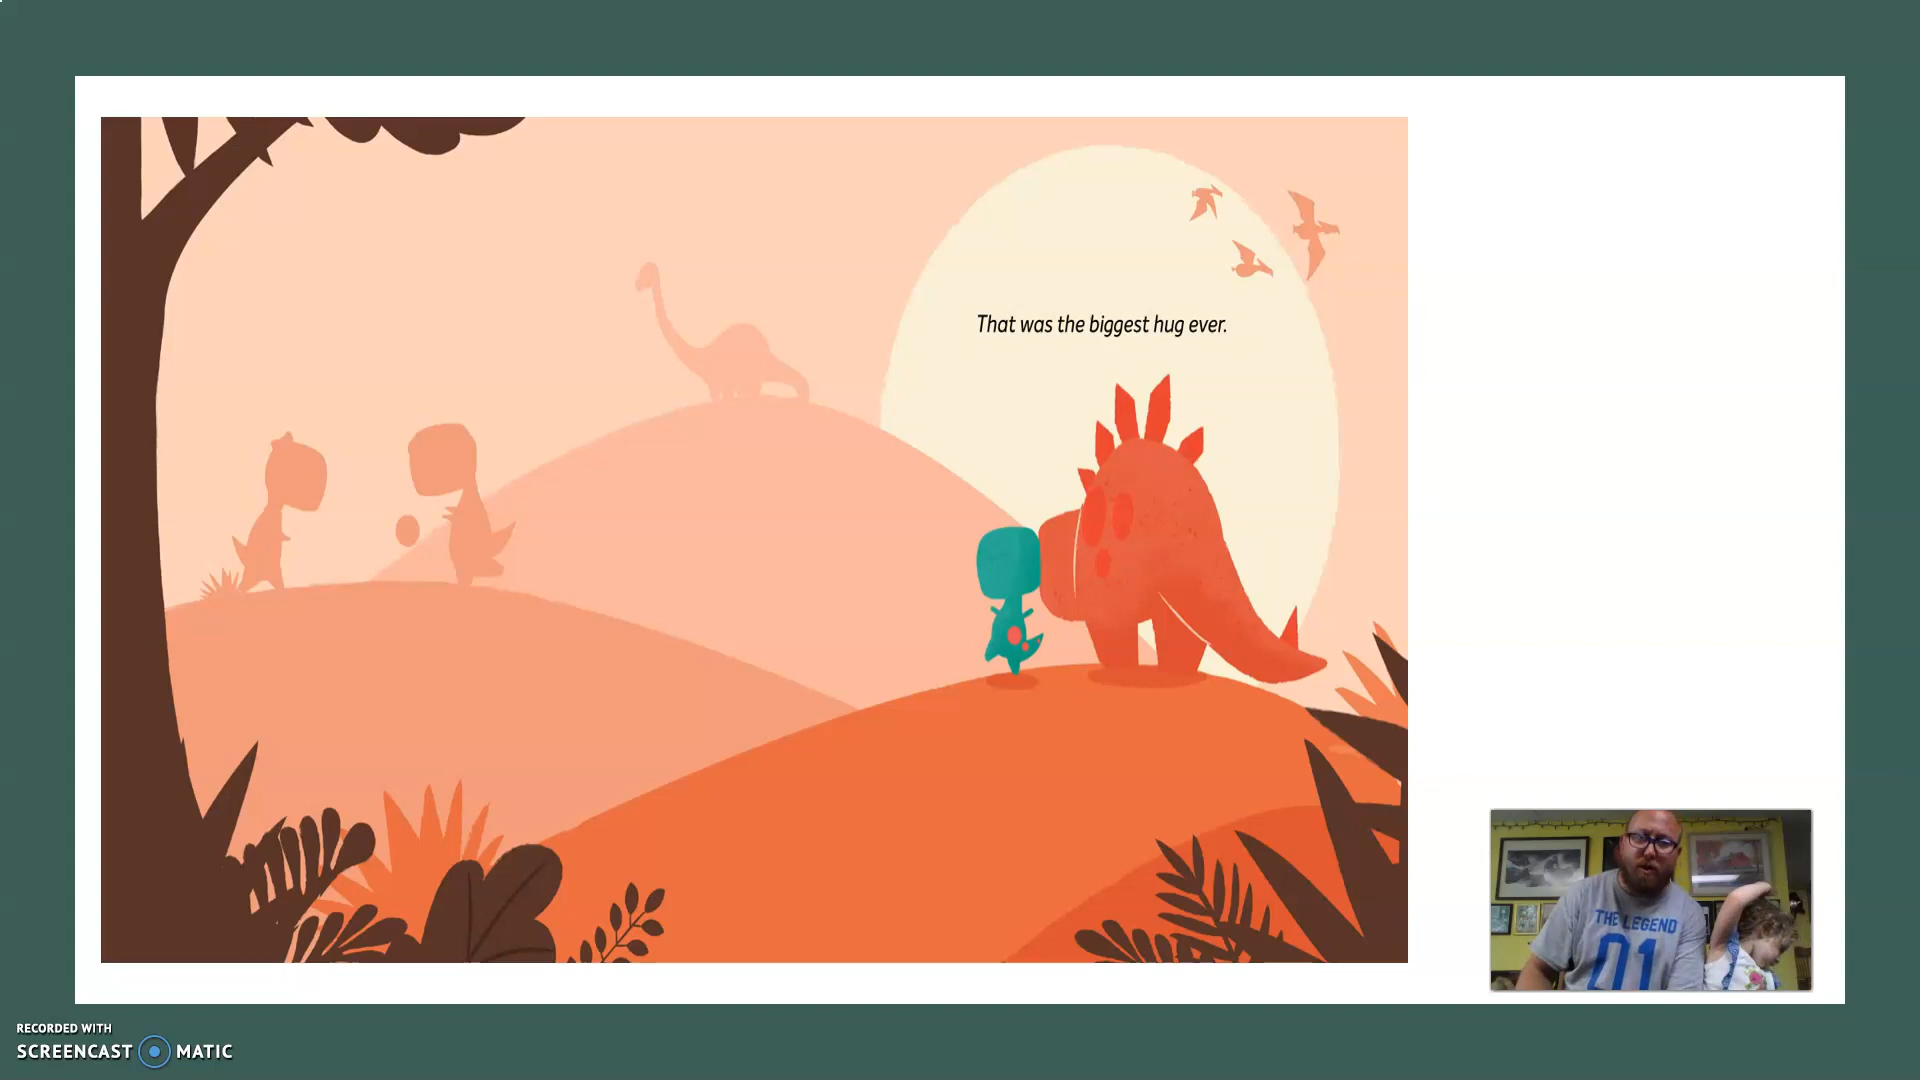 That was the biggest hug ever.
THE LEGEND
01
RECORDED WITH
SCREENCAST MATIC